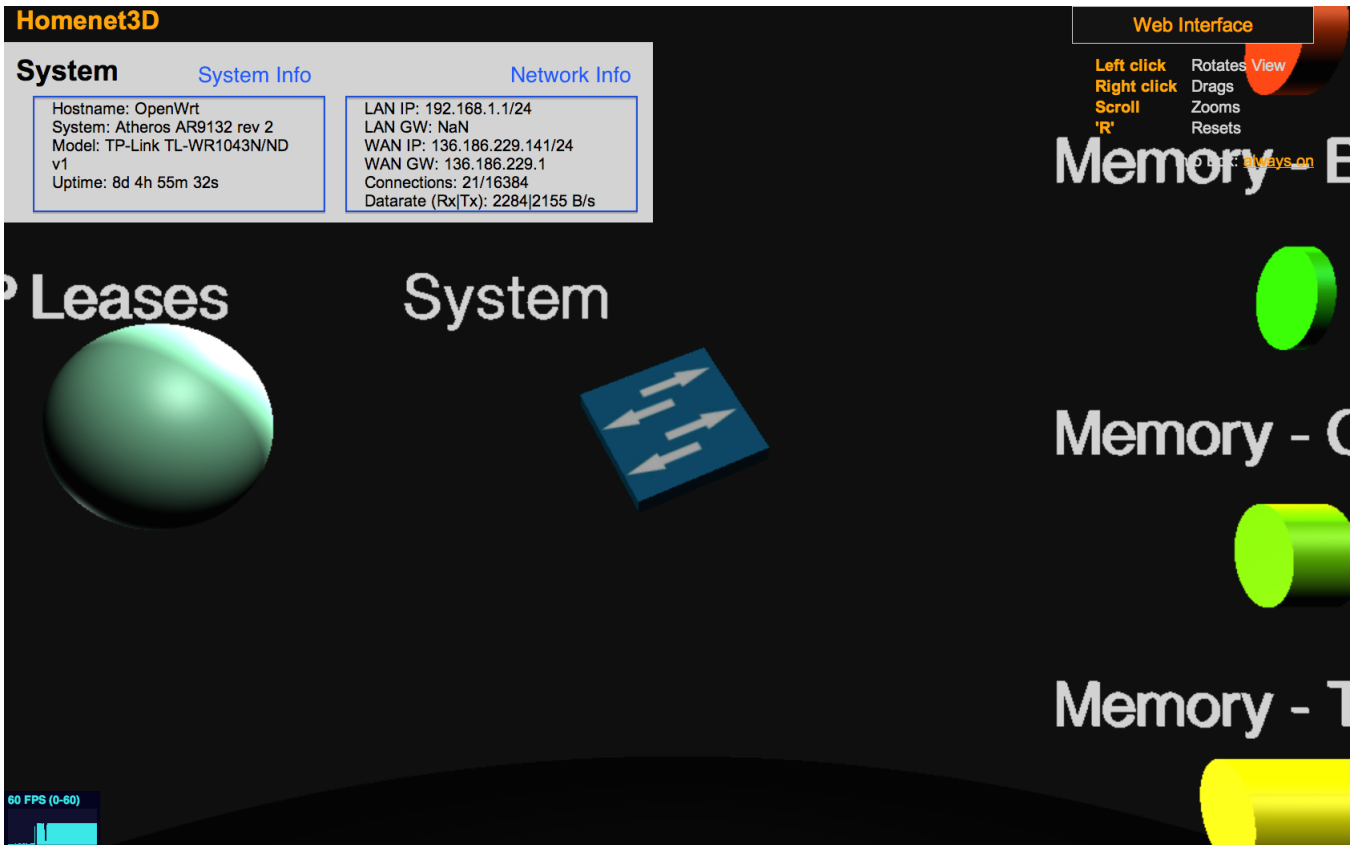 Homenet3D
Web Interface
System
System Info
Network Info
Hostname: OpenWrt
System: Atheros AR9132 rev 2
Model: TP-Link TL-WR1043N/ND
v1
Uptime: 8d 4h 55m 32s
LAN IP: 192.168.1.1/24
LAN GW: NaN
WAN IP: 136.186.229.141/24
WAN GW: 136.186.229.1
Connections: 21/16384
Datarate (Rx|Tx): 2284|2155 B/s
Left click Rotates View
Right click Drags
Scroll Zooms
'R' Resets
Box: always on
Memory - B
P Leases
System
Memory - C
Memory - T
60 FPS (0-60)